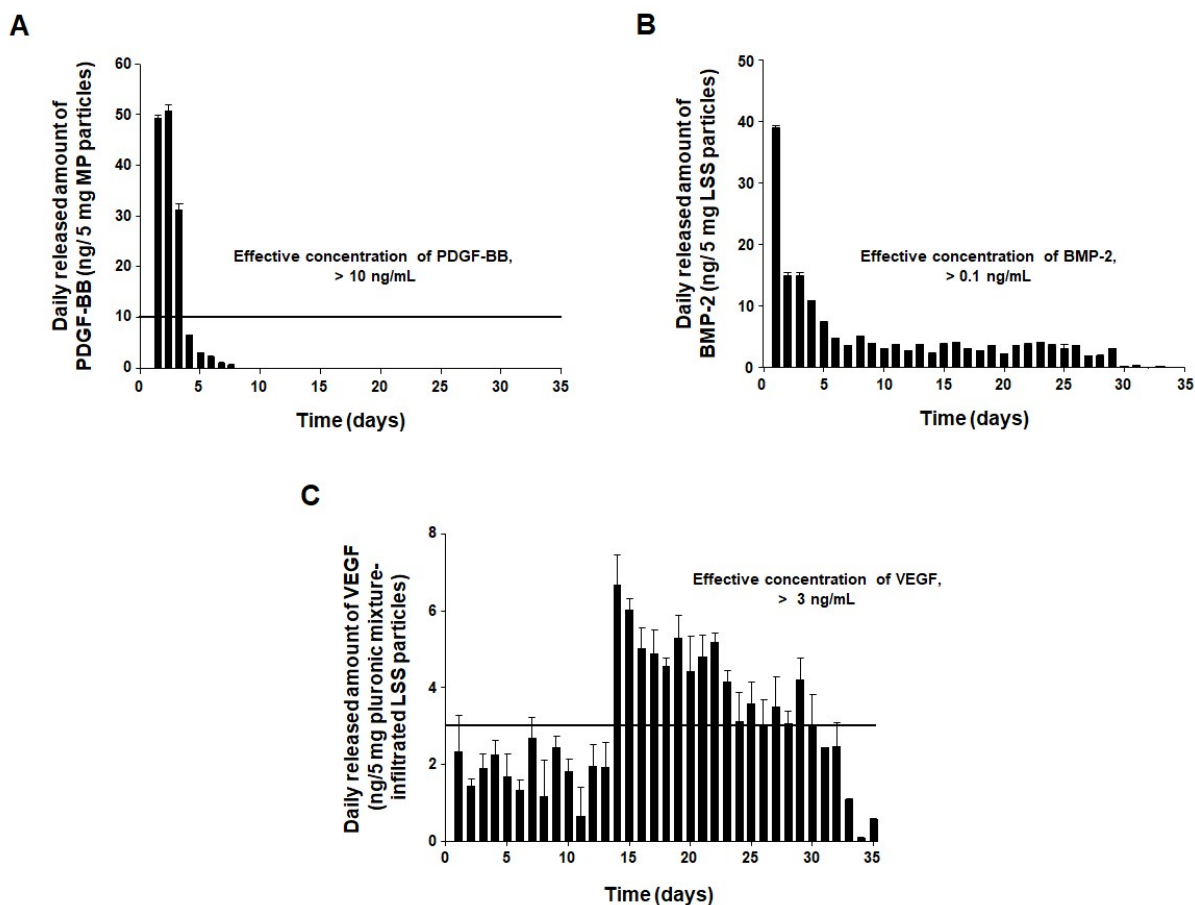 A
Daily released amount of
PDGF-BB (ng/ 5 mg MP particles)
60
50
40
30
20
10
0
Effective concentration of PDGF-BB,
> 10 ng/mL
0 5 10 15 20 25 30 35
Time (days)
B
Daily released amount of
BMP-2 (ng/ 5 mg LSS particles)
50
40
30
20
10
0
Effective concentration of BMP-2,
> 0.1 ng/mL
0 5 10 15 20 25 30 35
Time (days)
C
Daily released amount of VEGF
(ng/5 mg pluronic mixture-
infiltrated LSS particles)
8
6
4
2
0
Effective concentration of VEGF,
> 3 ng/mL
0 5 10 15 20 25 30 35
Time (days)